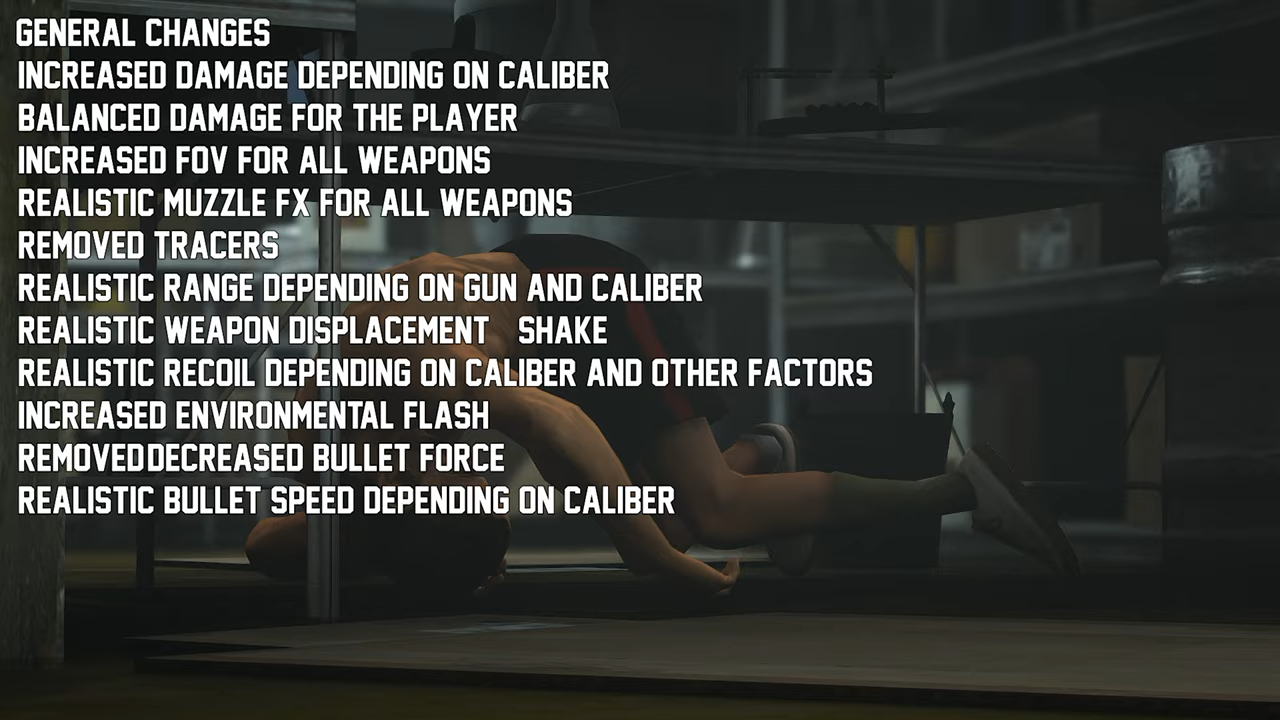 GENERAL CHANGES
INCREASED DAMAGE DEPENDING ON CALIBER
BALANCED DAMAGE FOR THE PLAYER
INCREASED FOV FOR ALL WEAPONS
REALISTIC MUZZLE FX FOR ALL WEAPONS
REMOVED TRACERS
REALISTIC RANGE DEPENDING ON GUN AND CALIBER
REALISTIC WEAPON DISPLACEMENT SHAKE
REALISTIC RECOIL DEPENDING ON CALIBER AND OTHER FACTORS
INCREASED ENVIRONMENTAL FLASH
REMOVEDDECREASED BULLET FORCE
REALISTIC BULLET SPEED DEPENDING ON CALIBER